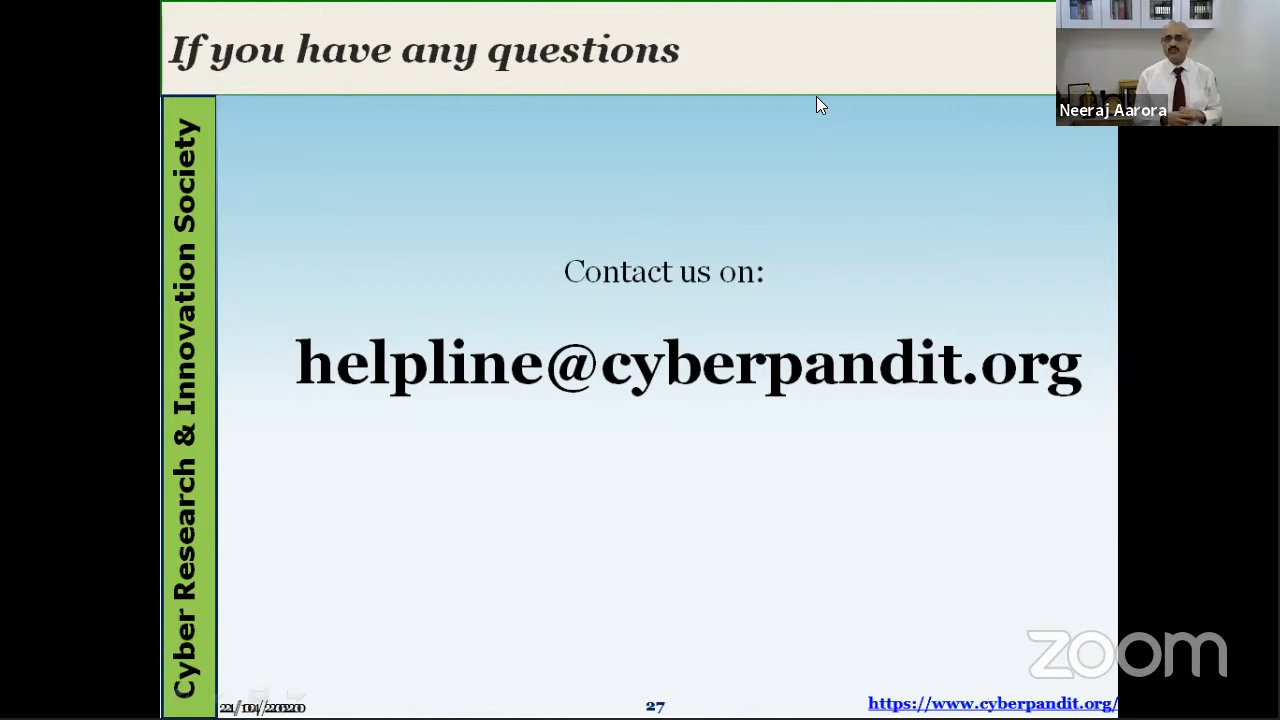 If you have any questions
Neeraj Aarora
Cyber Research & Innovation Society
Contact us on:
helpline@cyberpandit.org
zoom
27
https://www.cyberpandit.org/